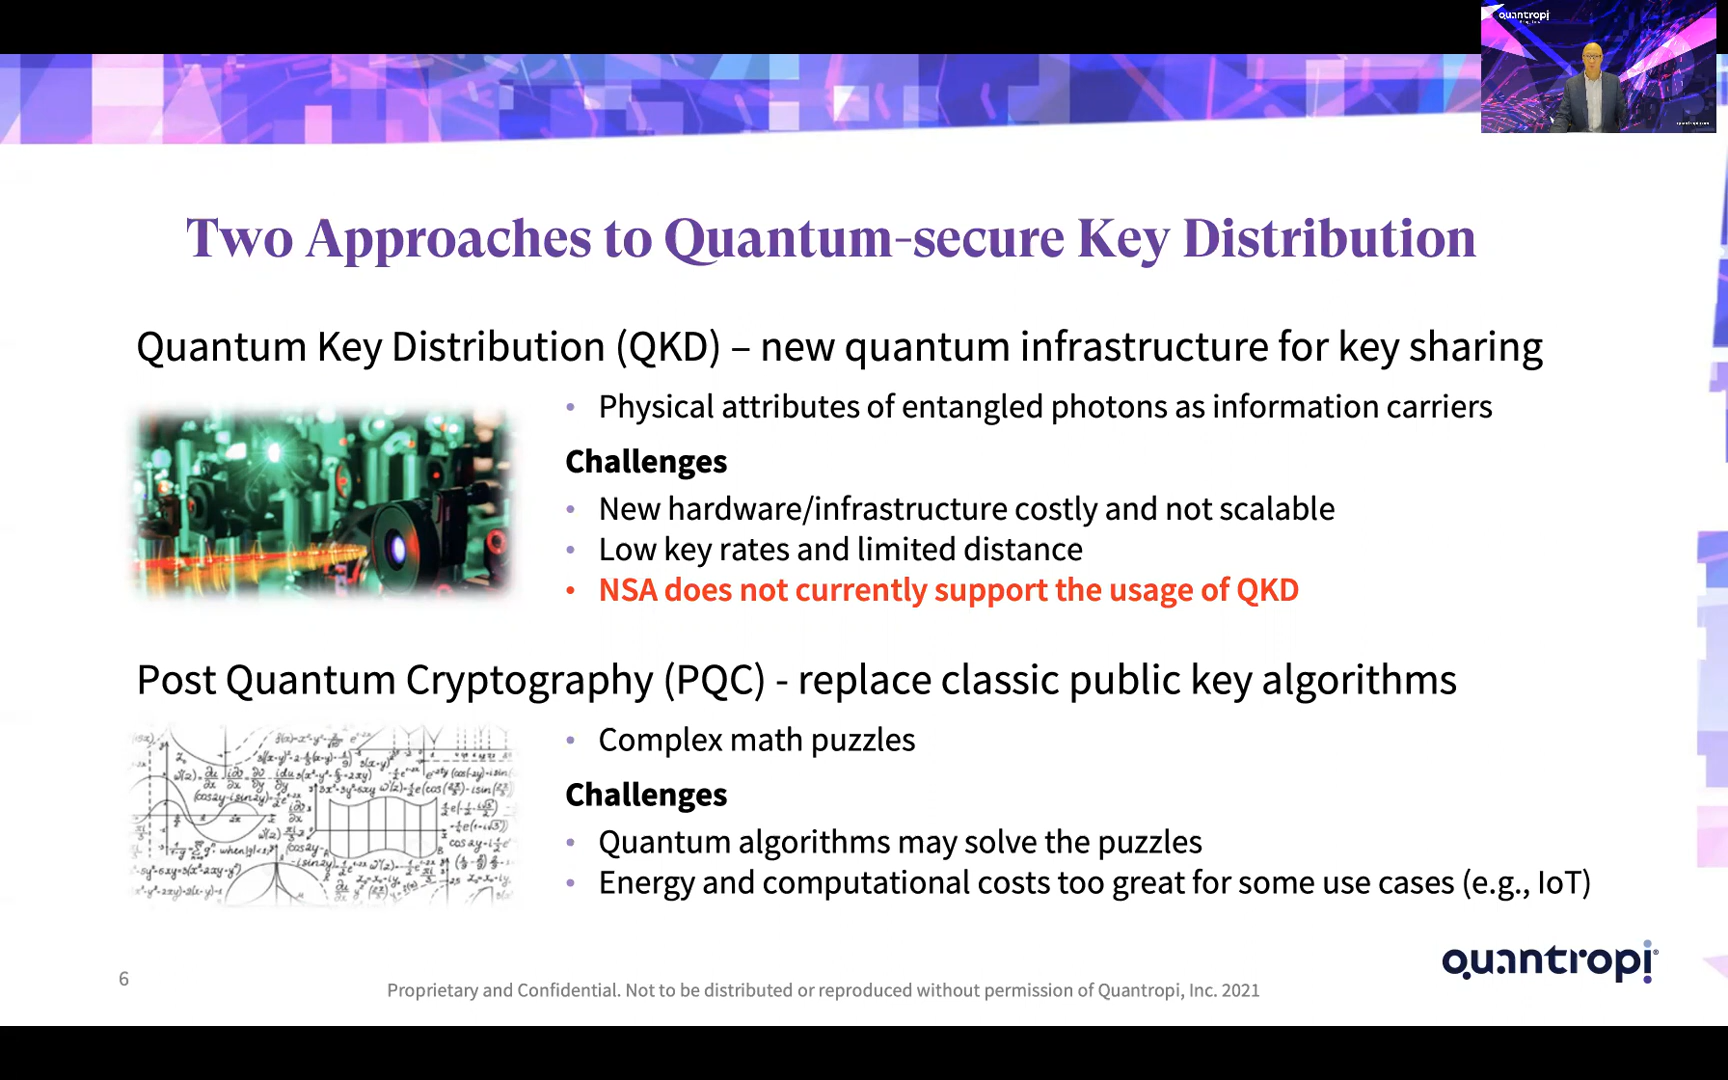 quantropi
Two Approaches to Quantum-secure Key Distribution
Quantum Key Distribution (QKD) – new quantum infrastructure for key sharing
• Physical attributes of entangled photons as information carriers
Challenges
• New hardware/infrastructure costly and not scalable
• Low key rates and limited distance
• NSA does not currently support the usage of QKD
Post Quantum Cryptography (PQC) - replace classic public key algorithms
• Complex math puzzles
Challenges
• Quantum algorithms may solve the puzzles
• Energy and computational costs too great for some use cases (e.g., IoT)
quantropi
6
Proprietary and Confidential. Not to be distributed or reproduced without permission of Quantropi, Inc. 2021